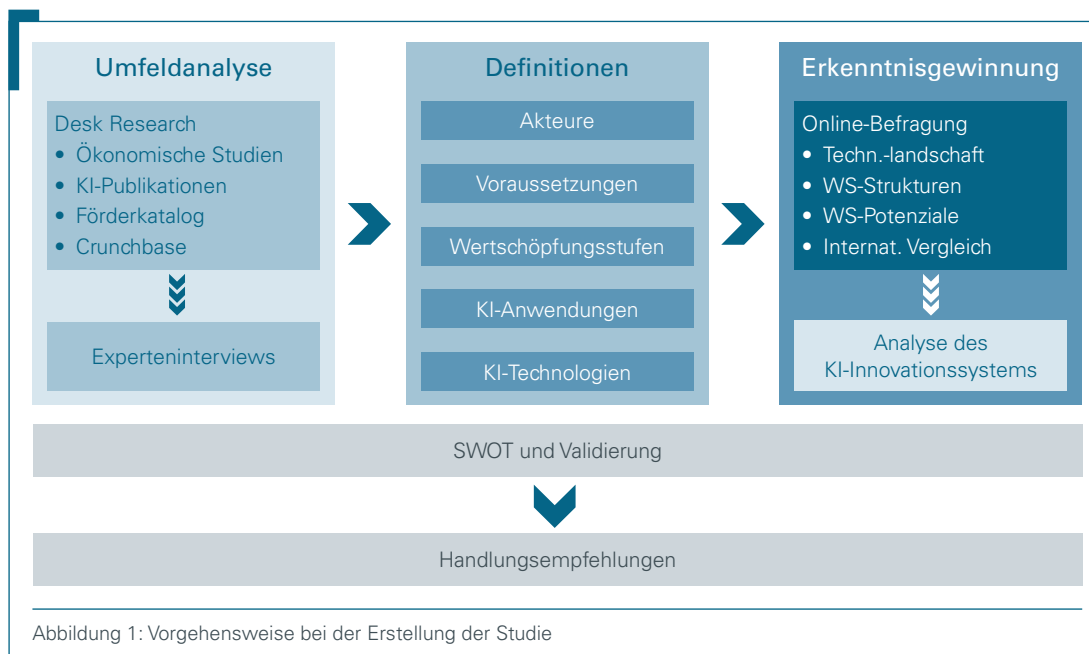 Umfeldanalyse
Desk Research
• Ökonomische Studien
• KI-Publikationen
• Förderkatalog
• Crunchbase
Experteninterviews
Definitionen
Akteure
Voraussetzungen
Wertschöpfungsstufen
KI-Anwendungen
KI-Technologien
Erkenntnisgewinnung
Online-Befragung
• Techn.-landschaft
• WS-Strukturen
• WS-Potenziale
• Internat. Vergleich
Analyse des
KI-Innovationssystems
SWOT und Validierung
Handlungsempfehlungen
Abbildung 1: Vorgehensweise bei der Erstellung der Studie